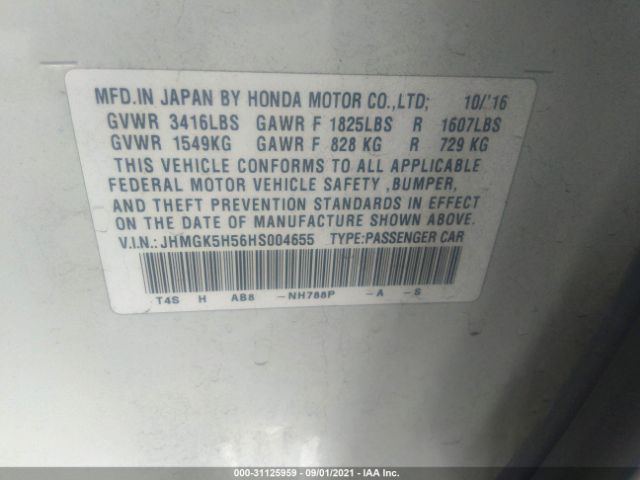 MFD.IN JAPAN BY HONDA MOTOR CO.,LTD; 10/'16
GVWR 3416LBS GAWR F 1825LBS R 1607LBS
GVWR 1549KG GAWR F 828 KG R 729 KG
THIS VEHICLE CONFORMS TO ALL APPLICABLE
FEDERAL MOTOR VEHICLE SAFETY ,BUMPER,
AND THEFT PREVENTION STANDARDS IN EFFECT
ON THE DATE OF MANUFACTURE SHOWN ABOVE.
V.I.N.: JHMGK5H56HS004655 TYPE:PASSENGER CAR
T4S H AB8 -NH788P -A -S
000-31125959 - 09/01/2021 - IAA Inc.